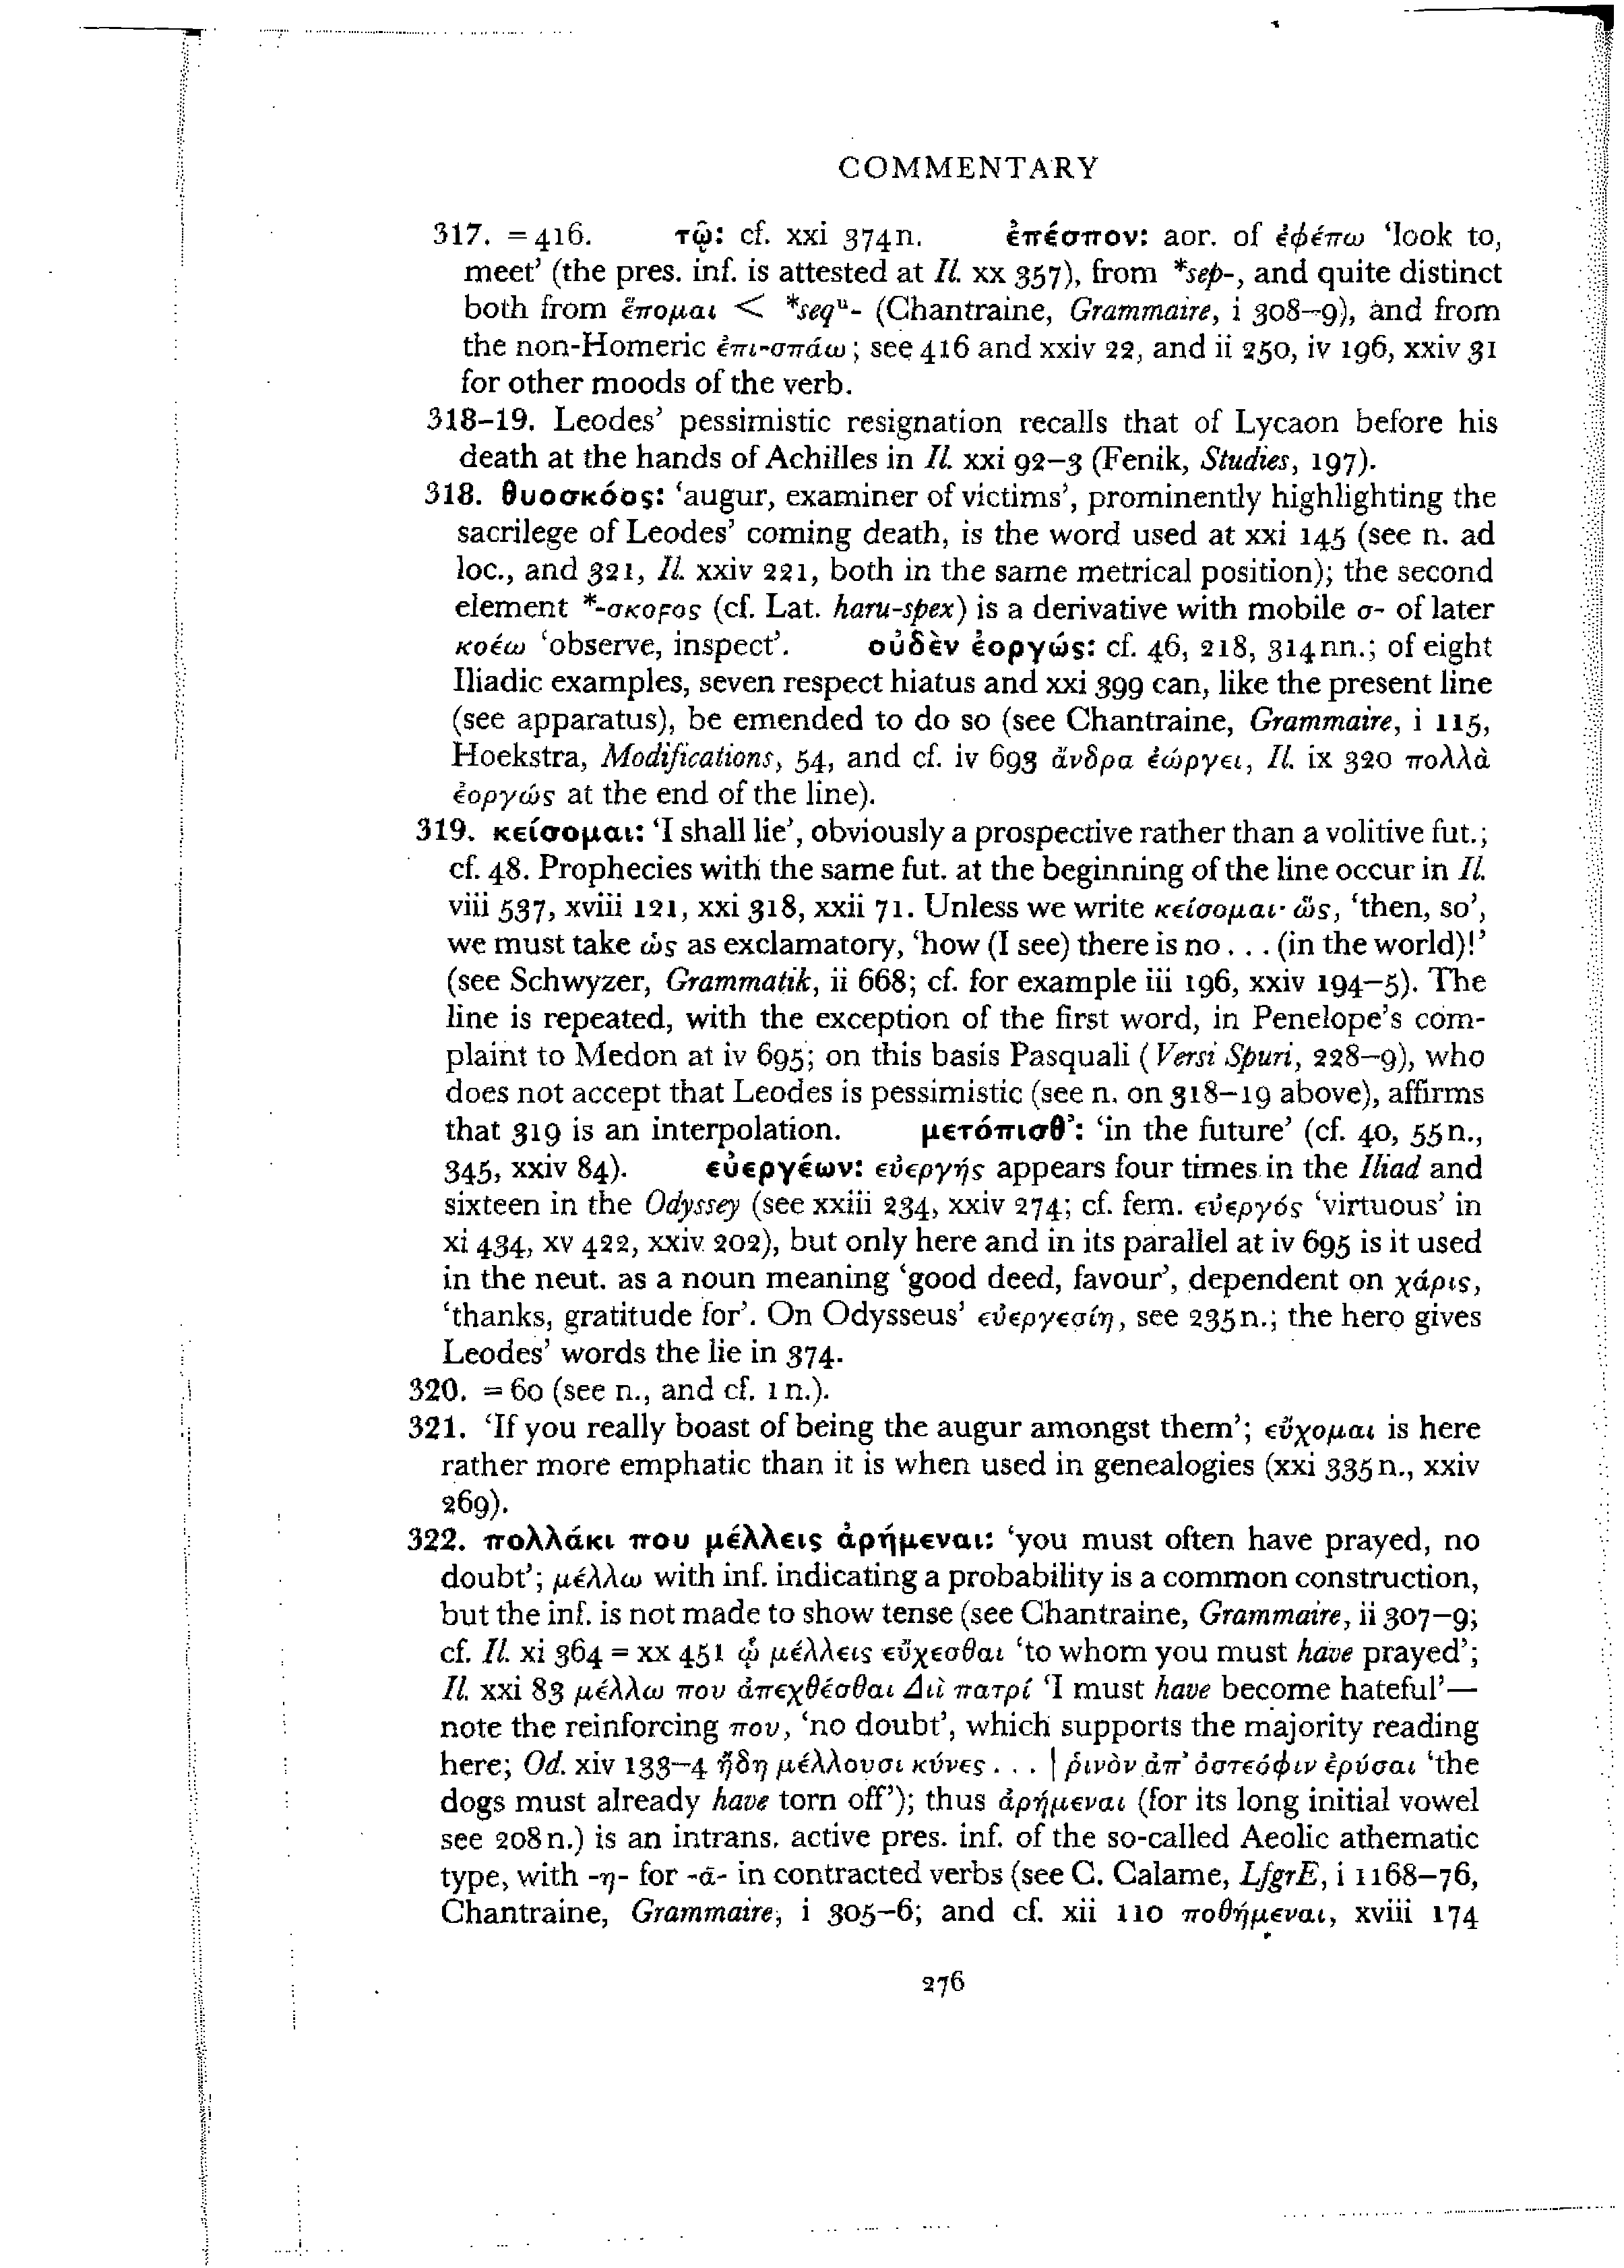 COMMENTARY
317. =416. τῷ: cf. xxi 374n. ἐπέσπον: aor. of ἐφέπω ‘look to,
meet’ (the pres. inf. is attested at Il. xx 357), from *sep-, and quite distinct
both from ἕπομαι < *seqᵘ- (Chantraine, Grammaire, i 308–9), and from
the non-Homeric ἐπι-σπάω; see 416 and xxiv 22, and ii 250, iv 196, xxiv 31
for other moods of the verb.
318–19. Leodes’ pessimistic resignation recalls that of Lycaon before his
death at the hands of Achilles in Il. xxi 92–3 (Fenik, Studies, 197).
318. θυοσκόος: ‘augur, examiner of victims’, prominently highlighting the
sacrilege of Leodes’ coming death, is the word used at xxi 145 (see n. ad
loc., and 321, Il. xxiv 221, both in the same metrical position); the second
element *-σκοϝος (cf. Lat. haru-spex) is a derivative with mobile σ- of later
κοέω ‘observe, inspect’. οὐδὲν ἐοργώς: cf. 46, 218, 314nn.; of eight
Iliadic examples, seven respect hiatus and xxi 399 can, like the present line
(see apparatus), be emended to do so (see Chantraine, Grammaire, i 115,
Hoekstra, Modifications, 54, and cf. iv 693 ἄνδρα ἐώργει, Il. ix 320 πολλὰ
ἐοργώς at the end of the line).
319. κείσομαι: ‘I shall lie’, obviously a prospective rather than a volitive fut.;
cf. 48. Prophecies with the same fut. at the beginning of the line occur in Il.
viii 537, xviii 121, xxi 318, xxii 71. Unless we write κείσομαι· ὥς, ‘then, so’,
we must take ὡς as exclamatory, ‘how (I see) there is no . . . (in the world)!’
(see Schwyzer, Grammatik, ii 668; cf. for example iii 196, xxiv 194–5). The
line is repeated, with the exception of the first word, in Penelope’s com-
plaint to Medon at iv 695; on this basis Pasquali (Versi Spuri, 228–9), who
does not accept that Leodes is pessimistic (see n. on 318–19 above), affirms
that 319 is an interpolation. μετόπισθ’: ‘in the future’ (cf. 40, 55n.,
345, xxiv 84). εὐεργέων: εὐεργής appears four times in the Iliad and
sixteen in the Odyssey (see xxiii 234, xxiv 274; cf. fem. εὐεργός ‘virtuous’ in
xi 434, xv 422, xxiv 202), but only here and in its parallel at iv 695 is it used
in the neut. as a noun meaning ‘good deed, favour’, dependent on χάρις,
‘thanks, gratitude for’. On Odysseus’ εὐεργεσίη, see 235n.; the hero gives
Leodes’ words the lie in 374.
320. =60 (see n., and cf. 1n.).
321. ‘If you really boast of being the augur amongst them’; εὔχομαι is here
rather more emphatic than it is when used in genealogies (xxi 335n., xxiv
269).
322. πολλάκι που μέλλεις ἀρήμεναι: ‘you must often have prayed, no
doubt’; μέλλω with inf. indicating a probability is a common construction,
but the inf. is not made to show tense (see Chantraine, Grammaire, ii 307–9;
cf. Il. xi 364 = xx 451 ᾧ μέλλεις εὔχεσθαι ‘to whom you must have prayed’;
Il. xxi 83 μέλλω που ἀπεχθέσθαι Διὶ πατρί ‘I must have become hateful’—
note the reinforcing που, ‘no doubt’, which supports the majority reading
here; Od. xiv 133–4 ἤδη μέλλουσι κύνες . . . | ῥινὸν ἀπ’ ὀστεόφιν ἐρύσαι ‘the
dogs must already have torn off’); thus ἀρήμεναι (for its long initial vowel
see 208n.) is an intrans. active pres. inf. of the so-called Aeolic athematic
type, with -η- for -ᾱ- in contracted verbs (see C. Calame, LfgrE, i 1168–76,
Chantraine, Grammaire, i 305–6; and cf. xii 110 ποθήμεναι, xviii 174
276